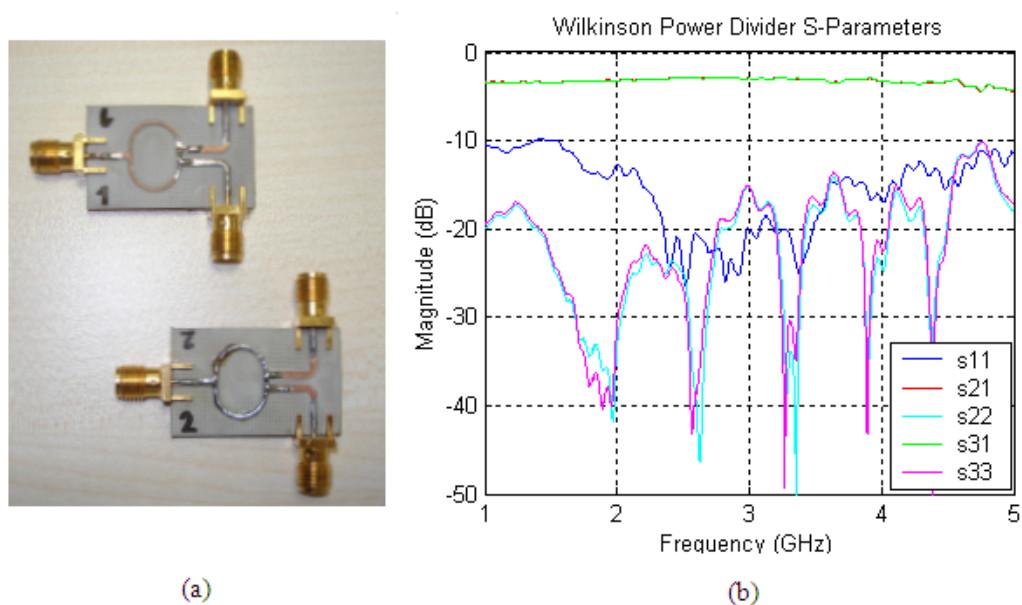 Wilkinson Power Divider S-Parameters
Magnitude (dB)
0
-10
-20
-30
-40
-50
s11
s21
s22
s31
s33
1
2
3
4
5
Frequency (GHz)
2
(a)
(b)